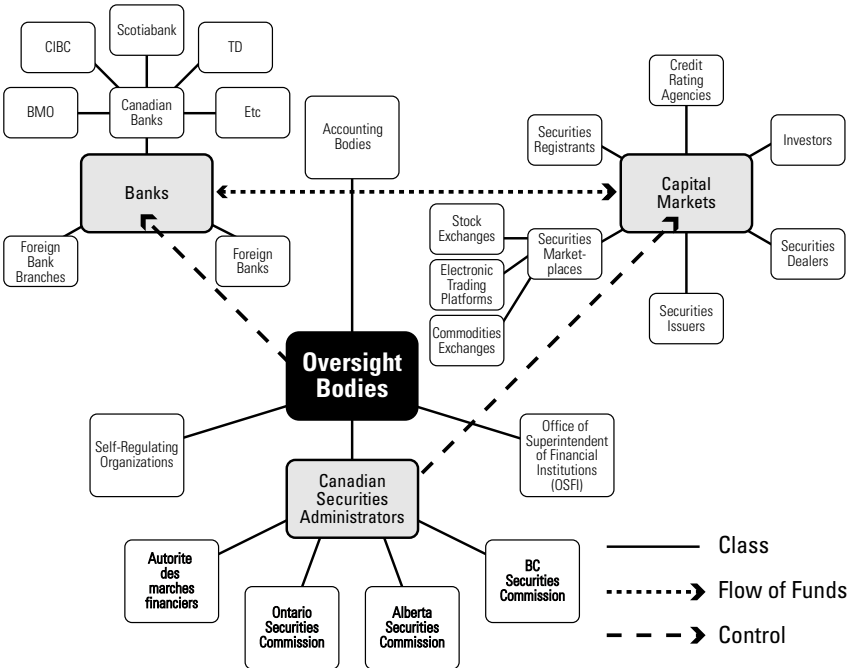 Scotiabank
CIBC
TD
BMO
Canadian
Banks
Etc
Banks
Foreign
Bank
Branches
Foreign
Banks
Accounting
Bodies
Credit
Rating
Agencies
Securities
Registrants
Investors
Capital
Markets
Stock
Exchanges
Securities
Market-
places
Electronic
Trading
Platforms
Commodities
Exchanges
Securities
Dealers
Securities
Issuers
Oversight
Bodies
Self-Regulating
Organizations
Office of
Superintendent
of Financial
Institutions
(OSFI)
Canadian
Securities
Administrators
Autorite
des
marches
financiers
Ontario
Securities
Commission
Alberta
Securities
Commission
BC
Securities
Commission
Class
Flow of Funds
Control